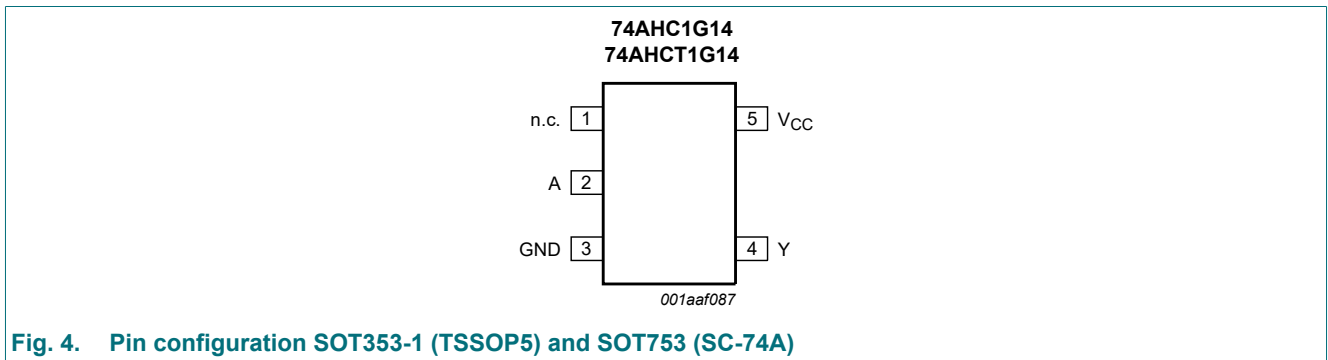 74AHC1G14
74AHCT1G14
n.c. 1
5 VCC
A 2
GND 3
4 Y
001aaf087
Fig. 4. Pin configuration SOT353-1 (TSSOP5) and SOT753 (SC-74A)